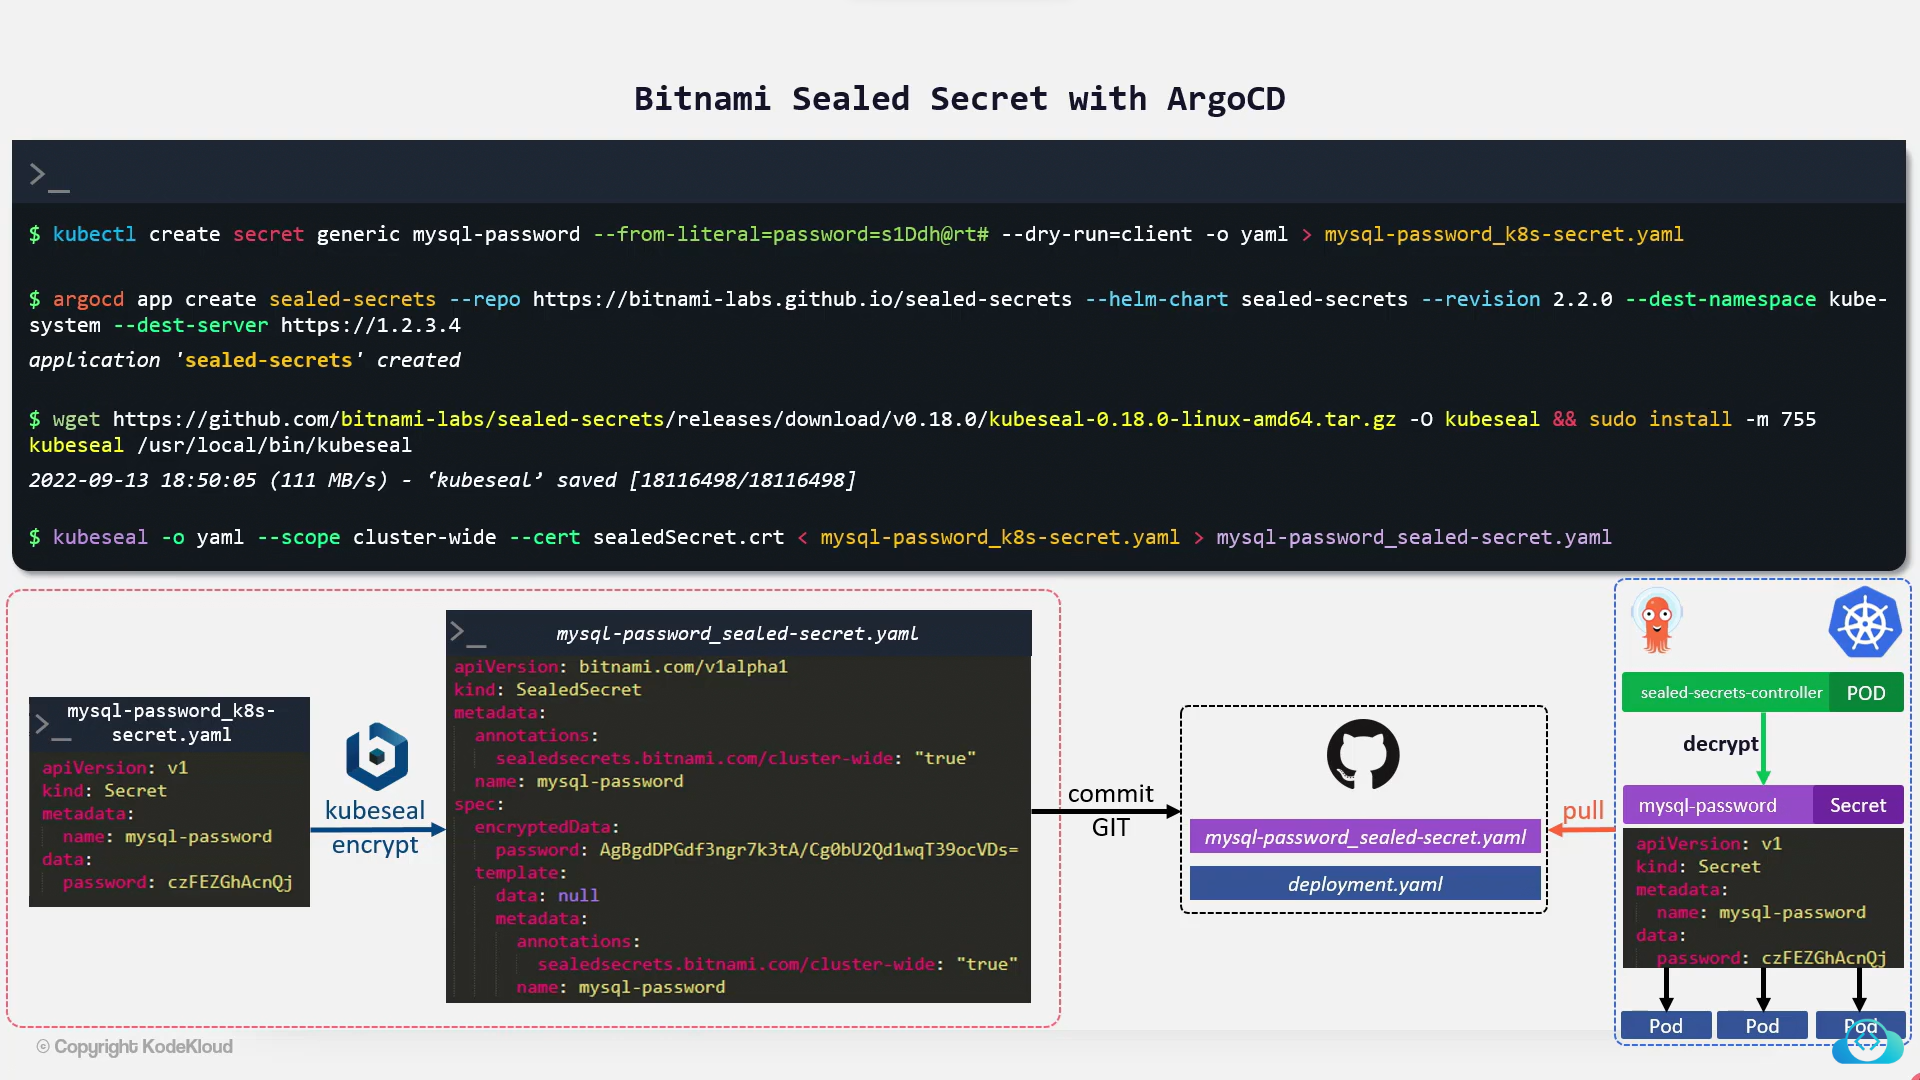 Bitnami Sealed Secret with ArgoCD
>_
$ kubectl create secret generic mysql-password --from-literal=password=s1Ddh@rt# --dry-run=client -o yaml > mysql-password_k8s-secret.yaml
$ argocd app create sealed-secrets --repo https://bitnami-labs.github.io/sealed-secrets --helm-chart sealed-secrets --revision 2.2.0 --dest-namespace kube-
system --dest-server https://1.2.3.4
application 'sealed-secrets' created
$ wget https://github.com/bitnami-labs/sealed-secrets/releases/download/v0.18.0/kubeseal-0.18.0-linux-amd64.tar.gz -O kubeseal && sudo install -m 755
kubeseal /usr/local/bin/kubeseal
2022-09-13 18:50:05 (111 MB/s) - ‘kubeseal’ saved [18116498/18116498]
$ kubeseal -o yaml --scope cluster-wide --cert sealedSecret.crt < mysql-password_k8s-secret.yaml > mysql-password_sealed-secret.yaml
>_
mysql-password_k8s-
secret.yaml
apiVersion: v1
kind: Secret
metadata:
name: mysql-password
data:
password: czFEZGhAcnQj
kubeseal
encrypt
>_
mysql-password_sealed-secret.yaml
apiVersion: bitnami.com/v1alpha1
kind: SealedSecret
metadata:
annotations:
sealedsecrets.bitnami.com/cluster-wide: "true"
name: mysql-password
spec:
encryptedData:
password: AgBgdDPGdf3ngr7k3tA/Cg0bU2Qd1wqT39ocVDs=
template:
data: null
metadata:
annotations:
sealedsecrets.bitnami.com/cluster-wide: "true"
name: mysql-password
commit
GIT
mysql-password_sealed-secret.yaml
deployment.yaml
pull
sealed-secrets-controller POD
decrypt
mysql-password Secret
apiVersion: v1
kind: Secret
metadata:
name: mysql-password
data:
password: czFEZGhAcnQj
Pod Pod Pod
© Copyright KodeKloud